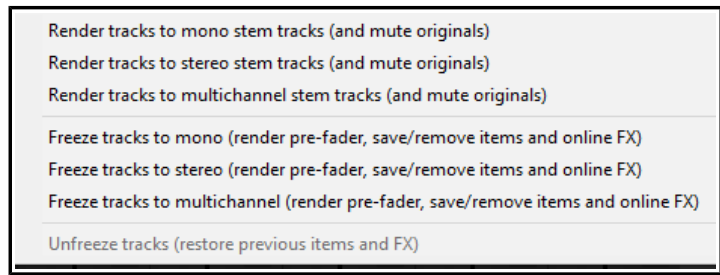 Render tracks to mono stem tracks (and mute originals)
Render tracks to stereo stem tracks (and mute originals)
Render tracks to multichannel stem tracks (and mute originals)
Freeze tracks to mono (render pre-fader, save/remove items and online FX)
Freeze tracks to stereo (render pre-fader, save/remove items and online FX)
Freeze tracks to multichannel (render pre-fader, save/remove items and online FX)
Unfreeze tracks (restore previous items and FX)